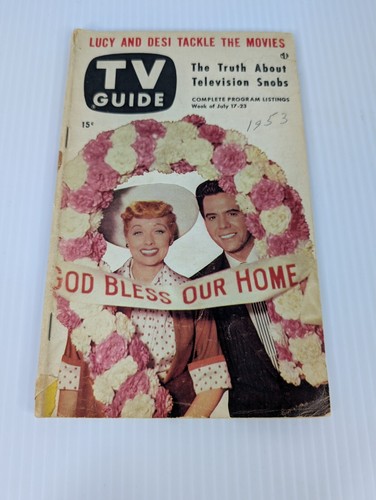 LUCY AND DESI TACKLE THE MOVIES
TV
GUIDE
The Truth About
Television Snobs
COMPLETE PROGRAM LISTINGS
Week of July 17-23
15¢
1953
GOD BLESS OUR HOME